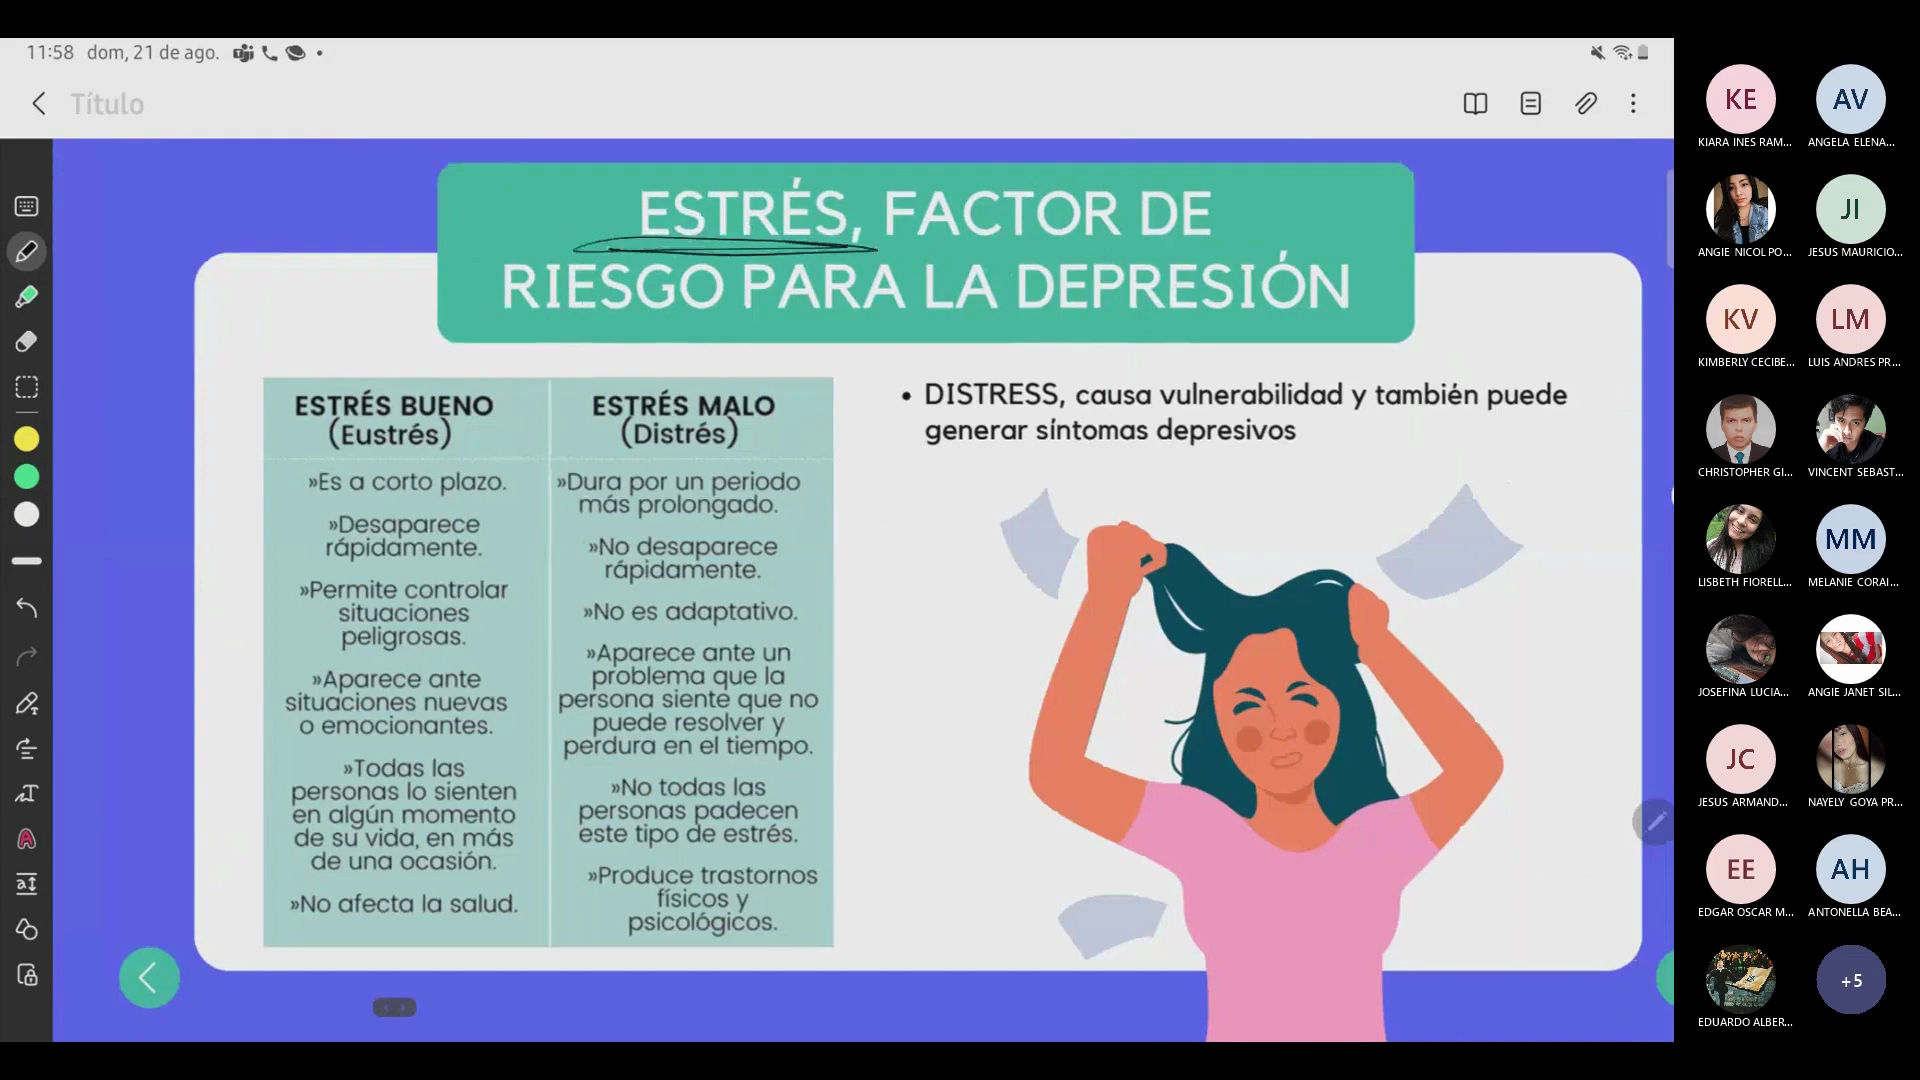 11:58 dom, 21 de ago.
Título
ESTRÉS, FACTOR DE
RIESGO PARA LA DEPRESIÓN
ESTRÉS BUENO
(Eustrés)
»Es a corto plazo.
»Desaparece
rápidamente.
»Permite controlar
situaciones
peligrosas.
»Aparece ante
situaciones nuevas
o emocionantes.
»Todas las
personas lo sienten
en algún momento
de su vida, en más
de una ocasión.
»No afecta la salud.
ESTRÉS MALO
(Distrés)
»Dura por un periodo
más prolongado.
»No desaparece
rápidamente.
»No es adaptativo.
»Aparece ante un
problema que la
persona siente que no
puede resolver y
perdura en el tiempo.
»No todas las
personas padecen
este tipo de estrés.
»Produce trastornos
físicos y
psicológicos.
• DISTRESS, causa vulnerabilidad y también puede
generar síntomas depresivos
KE
KIARA INES RAM...
AV
ANGELA ELENA...
ANGIE NICOL PO...
JI
JESUS MAURICIO...
KV
KIMBERLY CECIBE...
LM
LUIS ANDRES PR...
CHRISTOPHER GI...
VINCENT SEBAST...
LISBETH FIORELL...
MM
MELANIE CORAI...
JOSEFINA LUCIA...
ANGIE JANET SIL...
JC
JESUS ARMAND...
NAYELY GOYA PR...
EE
EDGAR OSCAR M...
AH
ANTONELLA BEA...
EDUARDO ALBER...
+5